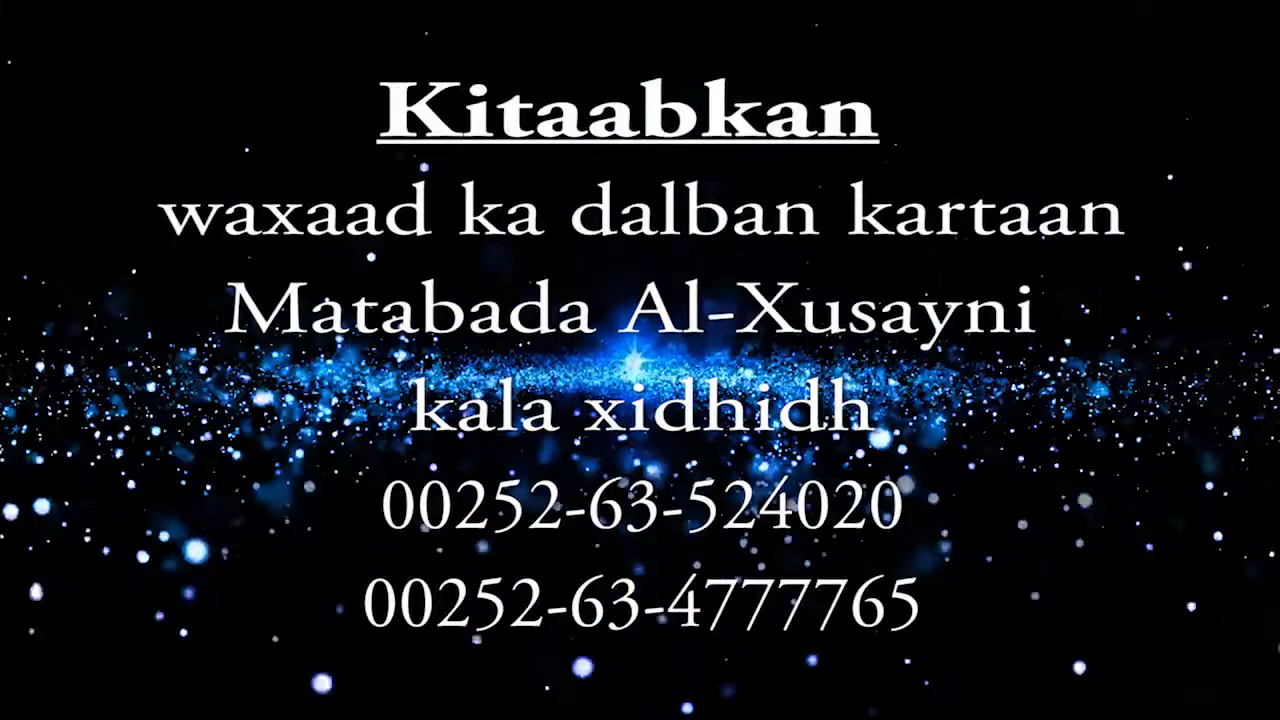 Kitaabkan
waxaad ka dalban kartaan
Matabada Al-Xusayni
kala xidhidh
00252-63-524020
00252-63-4777765